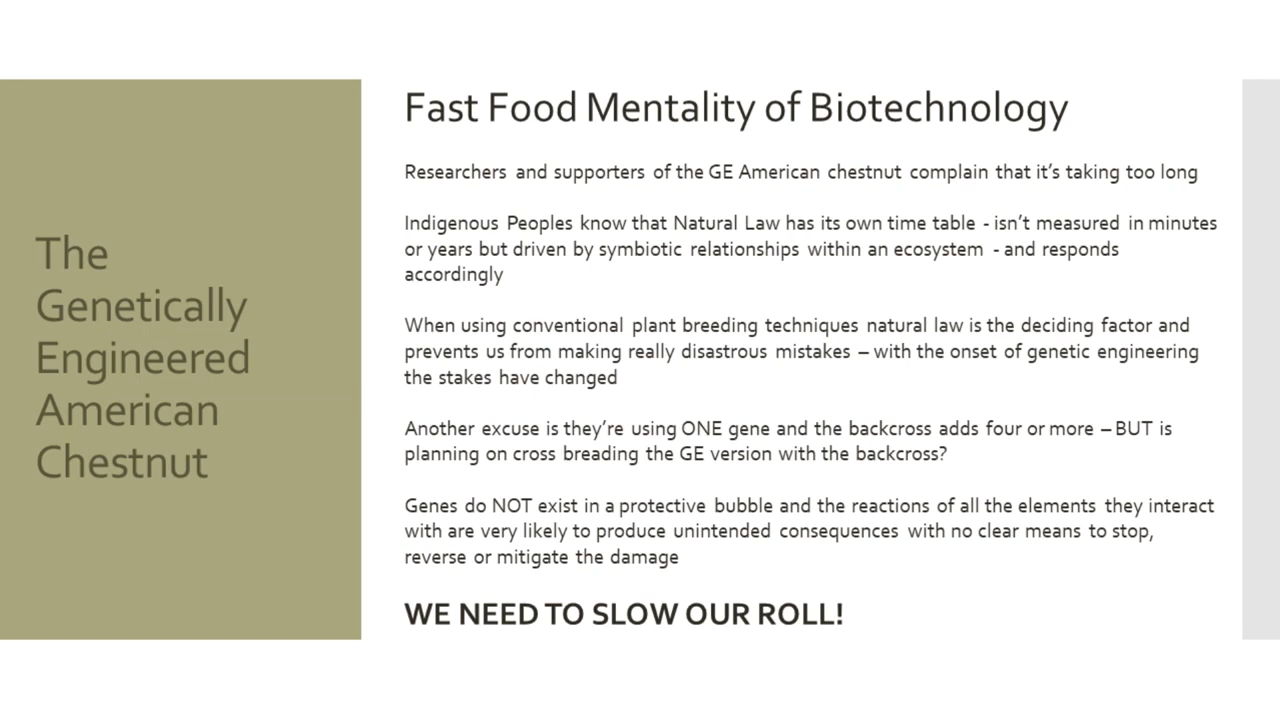 The
Genetically
Engineered
American
Chestnut
Fast Food Mentality of Biotechnology
Researchers and supporters of the GE American chestnut complain that it’s taking too long
Indigenous Peoples know that Natural Law has its own time table - isn’t measured in minutes
or years but driven by symbiotic relationships within an ecosystem - and responds
accordingly
When using conventional plant breeding techniques natural law is the deciding factor and
prevents us from making really disastrous mistakes – with the onset of genetic engineering
the stakes have changed
Another excuse is they’re using ONE gene and the backcross adds four or more – BUT is
planning on cross breading the GE version with the backcross?
Genes do NOT exist in a protective bubble and the reactions of all the elements they interact
with are very likely to produce unintended consequences with no clear means to stop,
reverse or mitigate the damage
WE NEED TO SLOW OUR ROLL!